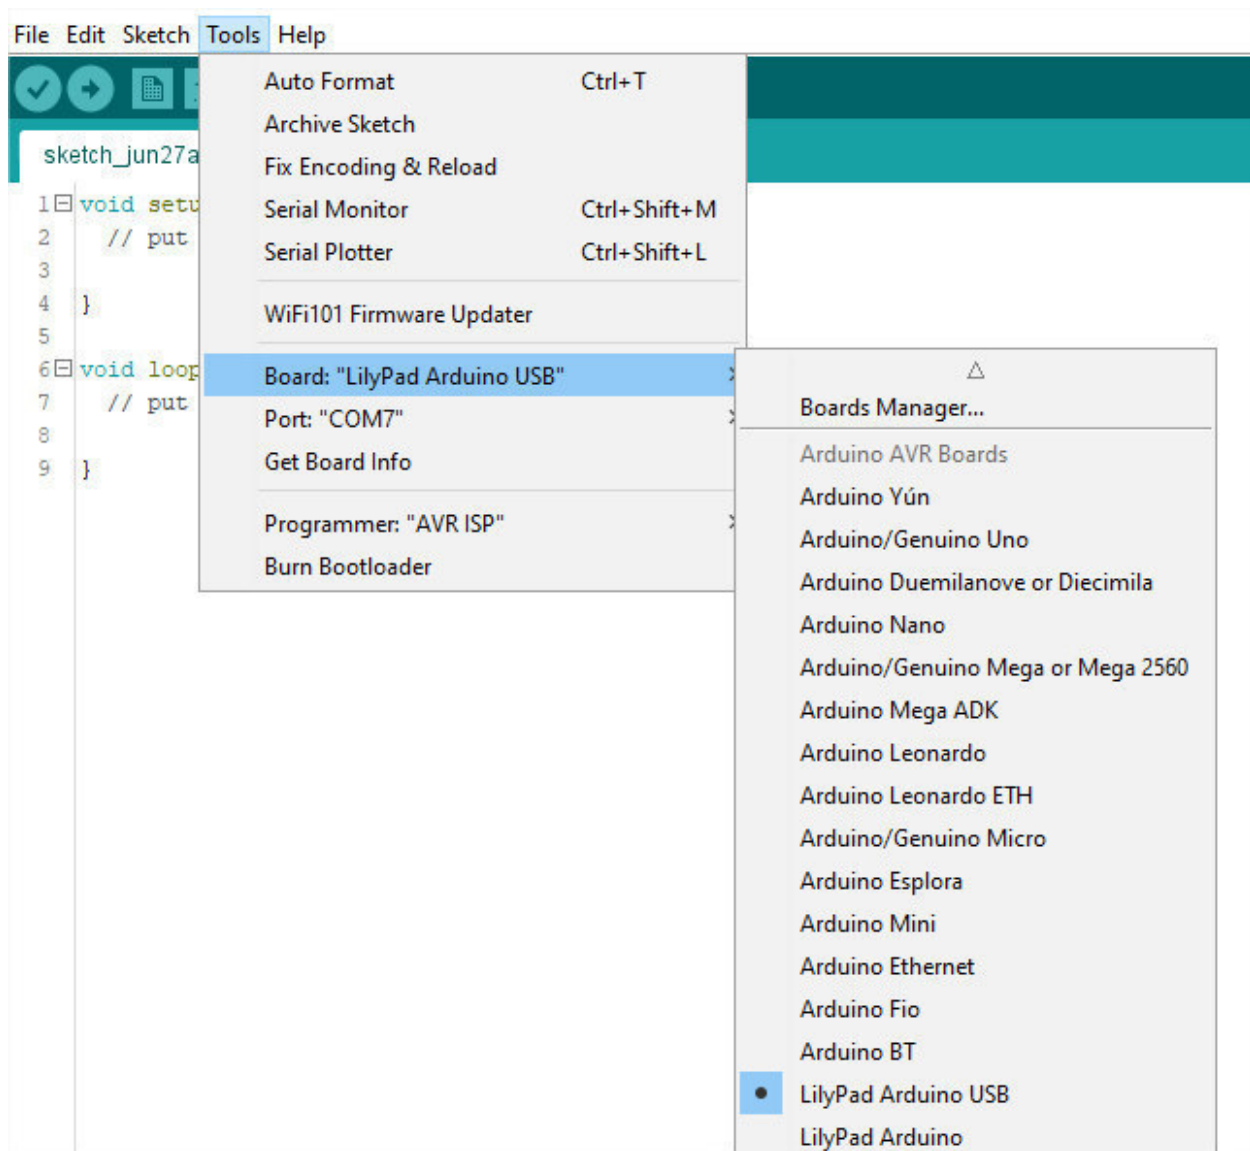 File Edit Sketch Tools Help
Auto Format Ctrl+T
Archive Sketch
Fix Encoding & Reload
Serial Monitor Ctrl+Shift+M
Serial Plotter Ctrl+Shift+L
WiFi101 Firmware Updater
Board: "LilyPad Arduino USB"
Port: "COM7"
Get Board Info
Programmer: "AVR ISP"
Burn Bootloader
sketch_jun27a
1 void setu
2 // put
3
4 }
5
6 void loop
7 // put
8
9 }
Boards Manager...
Arduino AVR Boards
Arduino Yún
Arduino/Genuino Uno
Arduino Duemilanove or Diecimila
Arduino Nano
Arduino/Genuino Mega or Mega 2560
Arduino Mega ADK
Arduino Leonardo
Arduino Leonardo ETH
Arduino/Genuino Micro
Arduino Esplora
Arduino Mini
Arduino Ethernet
Arduino Fio
Arduino BT
LilyPad Arduino USB
LilyPad Arduino